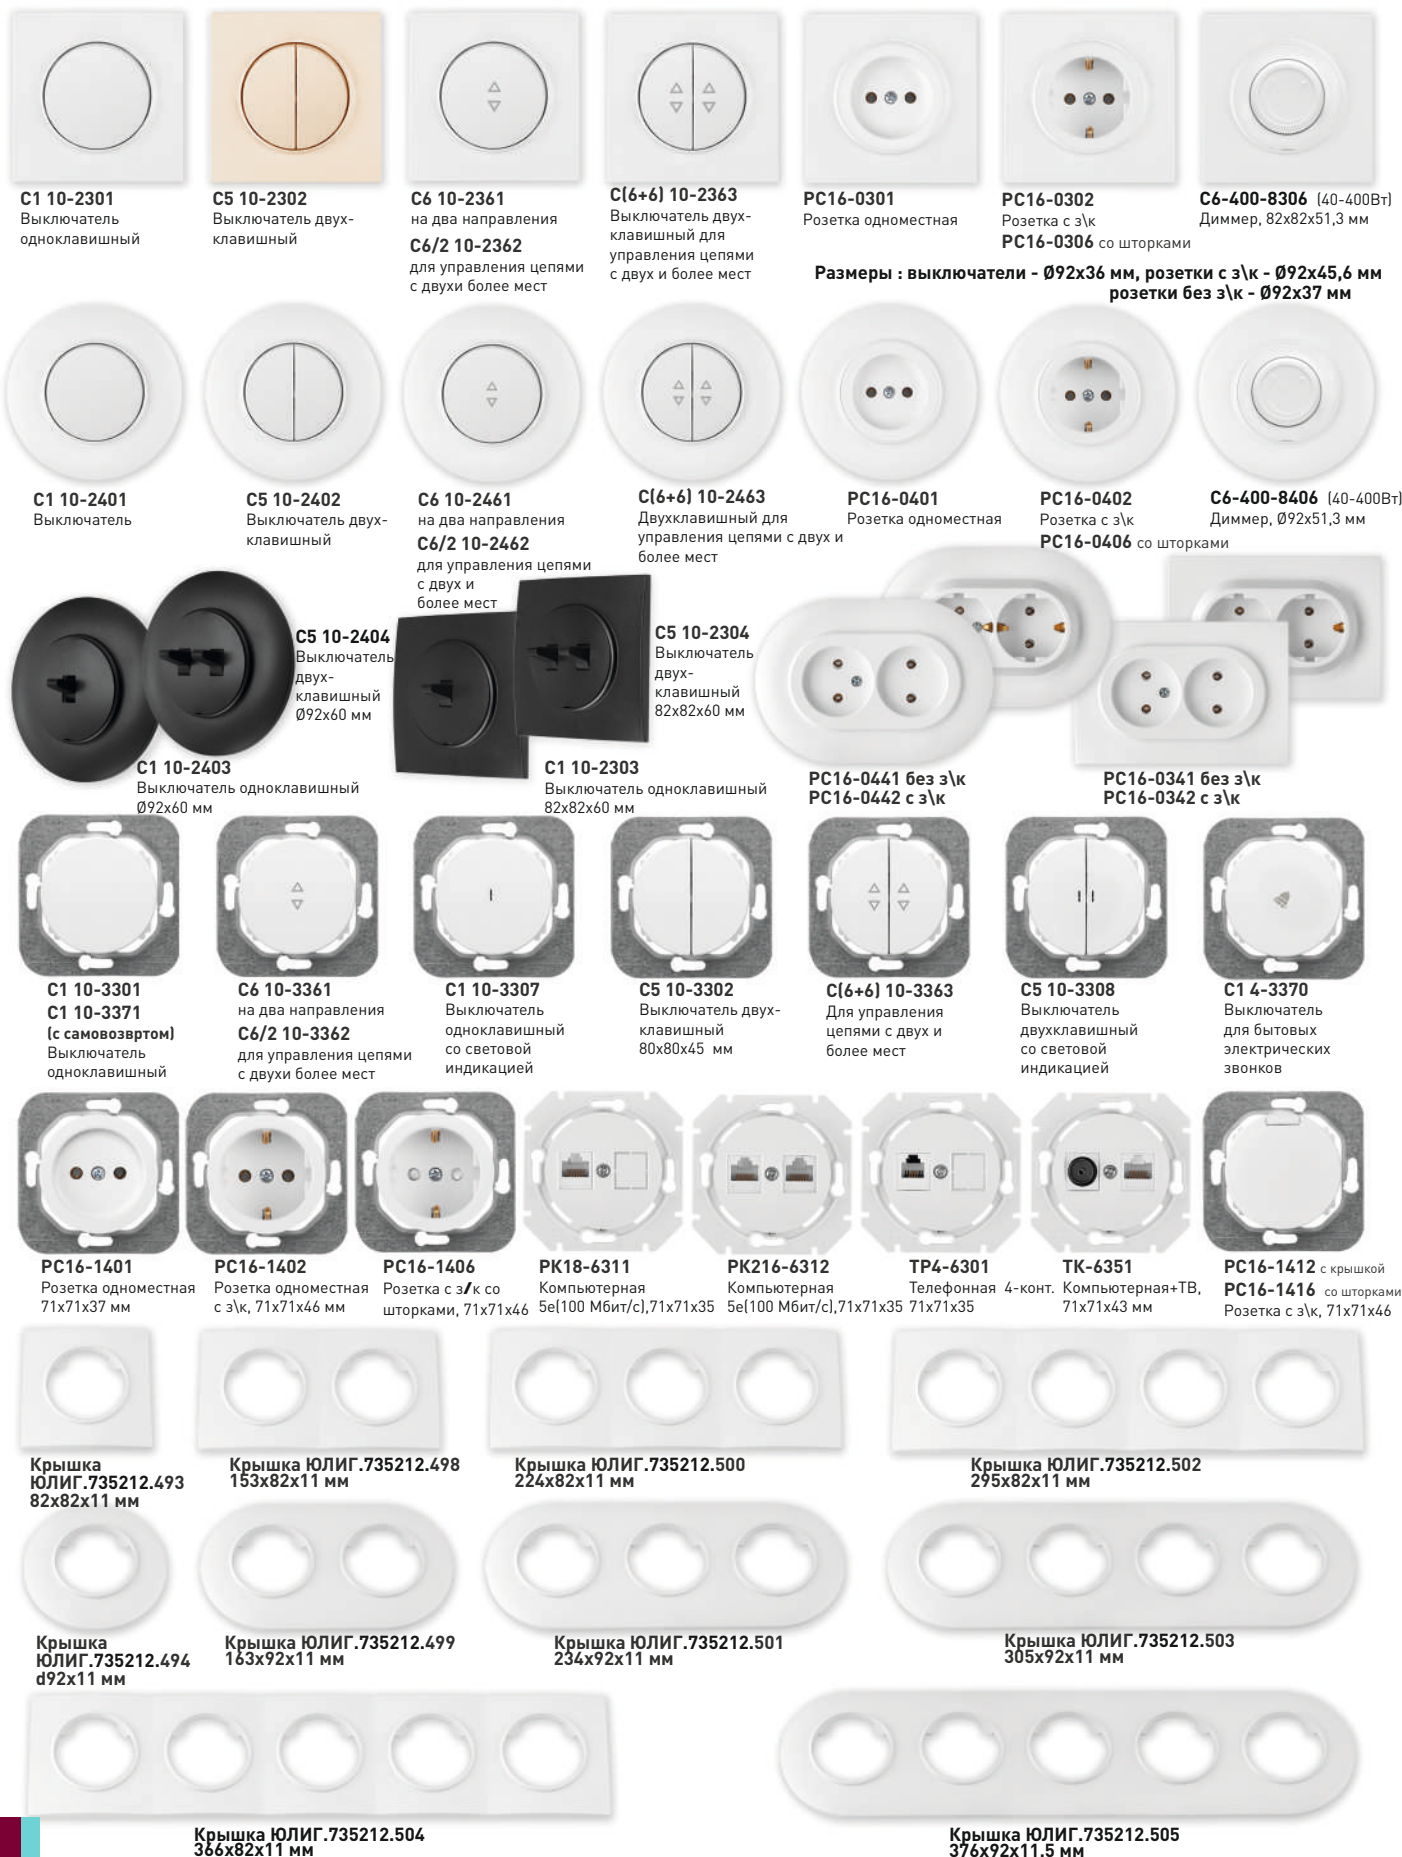 С1 10-2301
Выключатель
одноклавишный
С5 10-2302
Выключатель двух-
клавишный
С6 10-2361
на два направления
С6/2 10-2362
для управления цепями
с двухи более мест
С(6+6) 10-2363
Выключатель двух-
клавишный для
управления цепями
с двух и более мест
РС16-0301
Розетка одноместная
РС16-0302
Розетка с з\к
РС16-0306 со шторками
С6-400-8306 (40-400Вт)
Диммер, 82х82х51,3 мм
Размеры : выключатели - Ø92х36 мм, розетки с з\к - Ø92х45,6 мм
розетки без з\к - Ø92х37 мм
С1 10-2401
Выключатель
С5 10-2402
Выключатель двух-
клавишный
С6 10-2461
на два направления
С6/2 10-2462
для управления цепями
с двух и
более мест
С(6+6) 10-2463
Двухклавишный для
управления цепями с двух и
более мест
РС16-0401
Розетка одноместная
РС16-0402
Розетка с з\к
РС16-0406 со шторками
С6-400-8406 (40-400Вт)
Диммер, Ø92х51,3 мм
С5 10-2404
Выключатель
двух-
клавишный
Ø92х60 мм
С1 10-2403
Выключатель одноклавишный
Ø92х60 мм
С5 10-2304
Выключатель
двух-
клавишный
82х82х60 мм
С1 10-2303
Выключатель одноклавишный
82х82х60 мм
РС16-0441 без з\к
РС16-0442 с з\к
РС16-0341 без з\к
РС16-0342 с з\к
С1 10-3301
С1 10-3371
(с самовозвртом)
Выключатель
одноклавишный
С6 10-3361
на два направления
С6/2 10-3362
для управления цепями
с двухи более мест
С1 10-3307
Выключатель
одноклавишный
со световой
индикацией
С5 10-3302
Выключатель двух-
клавишный
80х80х45 мм
С(6+6) 10-3363
Для управления
цепями с двух и
более мест
С5 10-3308
Выключатель
двухклавишный
со световой
индикацией
С1 4-3370
Выключатель
для бытовых
электрических
звонков
РС16-1401
Розетка одноместная
71х71х37 мм
РС16-1402
Розетка одноместная
с з\к, 71х71х46 мм
РС16-1406
Розетка с з/к со
шторками, 71х71х46
РК18-6311
Компьютерная
5е(100 Мбит/с),71х71х35
РК216-6312
Компьютерная
5е(100 Мбит/с),71х71х35
ТР4-6301
Телефонная 4-конт.
71х71х35
ТК-6351
Компьютерная+ТВ,
71х71х43 мм
РС16-1412 с крышкой
РС16-1416 со шторками
Розетка с з\к, 71х71х46
Крышка
ЮЛИГ.735212.493
82х82х11 мм
Крышка ЮЛИГ.735212.498
153х82х11 мм
Крышка ЮЛИГ.735212.500
224х82х11 мм
Крышка ЮЛИГ.735212.502
295х82х11 мм
Крышка
ЮЛИГ.735212.494
d92х11 мм
Крышка ЮЛИГ.735212.499
163х92х11 мм
Крышка ЮЛИГ.735212.501
234х92х11 мм
Крышка ЮЛИГ.735212.503
305х92х11 мм
Крышка ЮЛИГ.735212.504
366х82х11 мм
Крышка ЮЛИГ.735212.505
376х92х11.5 мм